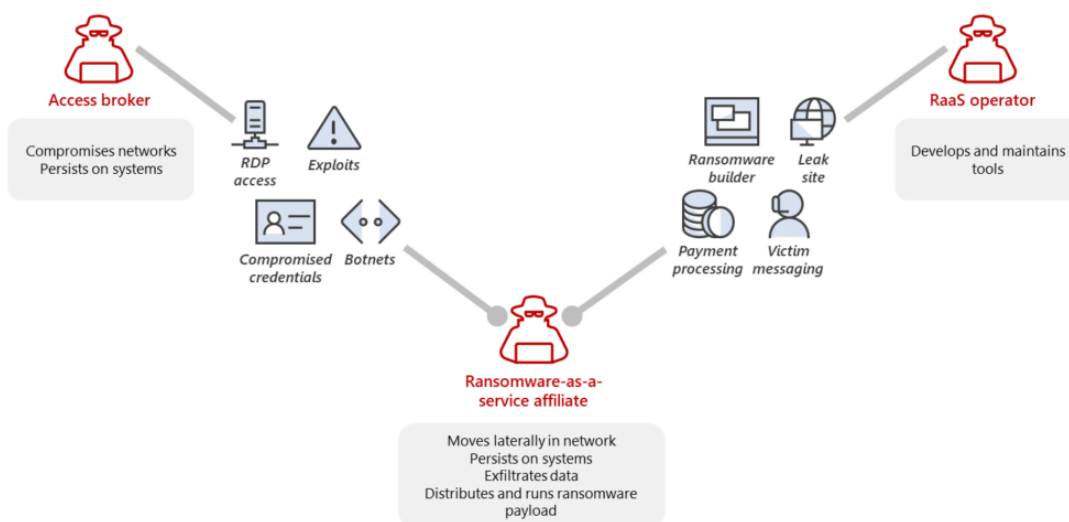 Access broker
Compromises networks
Persists on systems
RDP
access
Exploits
Compromised
credentials
Botnets
RaaS operator
Develops and maintains
tools
Ransomware
builder
Leak
site
Payment
processing
Victim
messaging
Ransomware-as-a-
service affiliate
Moves laterally in network
Persists on systems
Exfiltrates data
Distributes and runs ransomware
payload